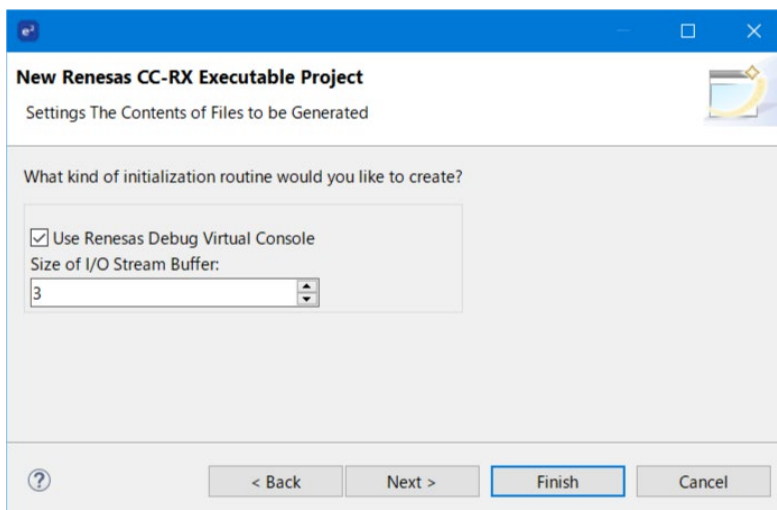 e²
New Renesas CC-RX Executable Project
Settings The Contents of Files to be Generated
What kind of initialization routine would you like to create?
Use Renesas Debug Virtual Console
Size of I/O Stream Buffer:
3
?
< Back Next > Finish Cancel